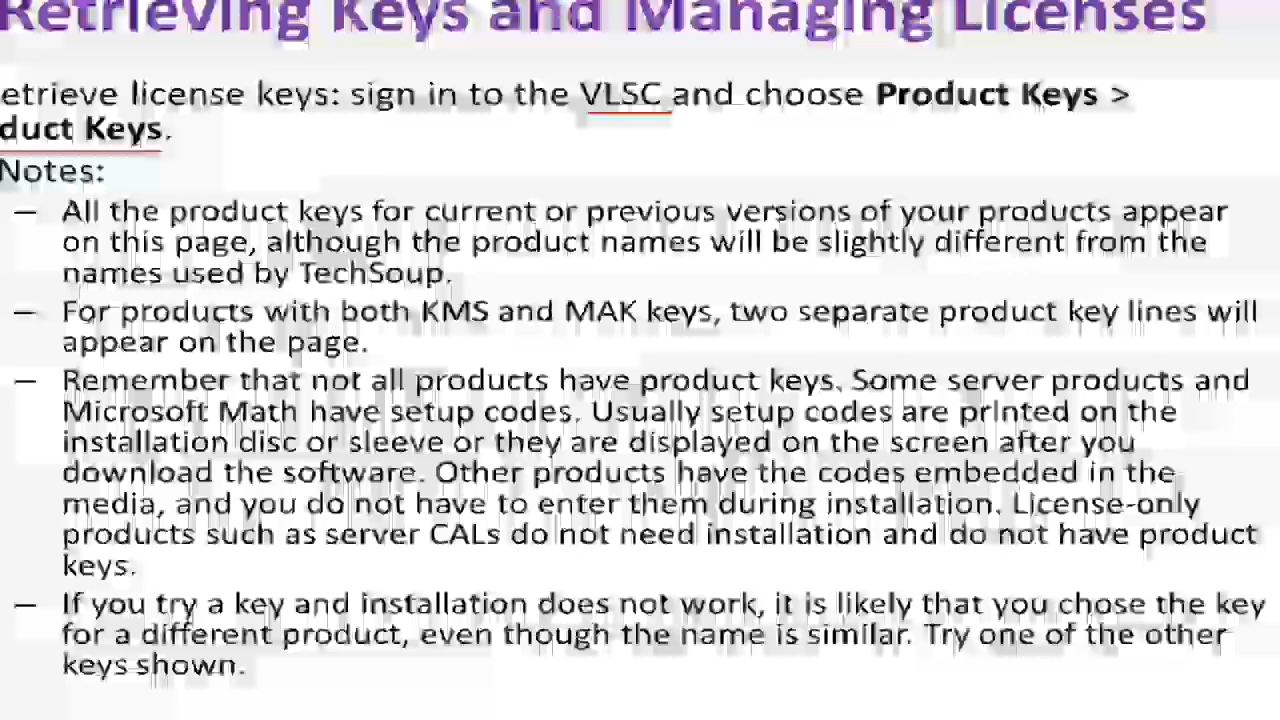 Retrieving Keys and Managing Licenses
etrieve license keys: sign in to the VLSC and choose Product Keys >
duct Keys.
Notes:
– All the product keys for current or previous versions of your products appear
on this page, although the product names will be slightly different from the
names used by TechSoup.
– For products with both KMS and MAK keys, two separate product key lines will
appear on the page.
– Remember that not all products have product keys. Some server products and
Microsoft Math have setup codes. Usually setup codes are printed on the
installation disc or sleeve or they are displayed on the screen after you
download the software. Other products have the codes embedded in the
media, and you do not have to enter them during installation. License-only
products such as server CALs do not need installation and do not have product
keys.
– If you try a key and installation does not work, it is likely that you chose the key
for a different product, even though the name is similar. Try one of the other
keys shown.